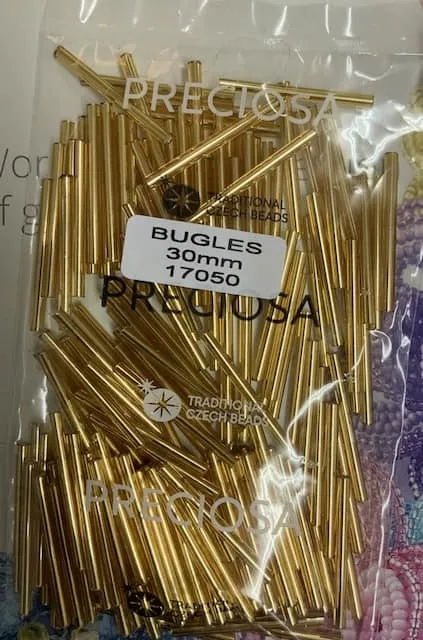 PRECIOSA
TRADITIONAL
CZECH BEADS
BUGLES
30mm
17050
PRECIOSA
TRADITIONAL
CZECH BEADS
PRECIOSA